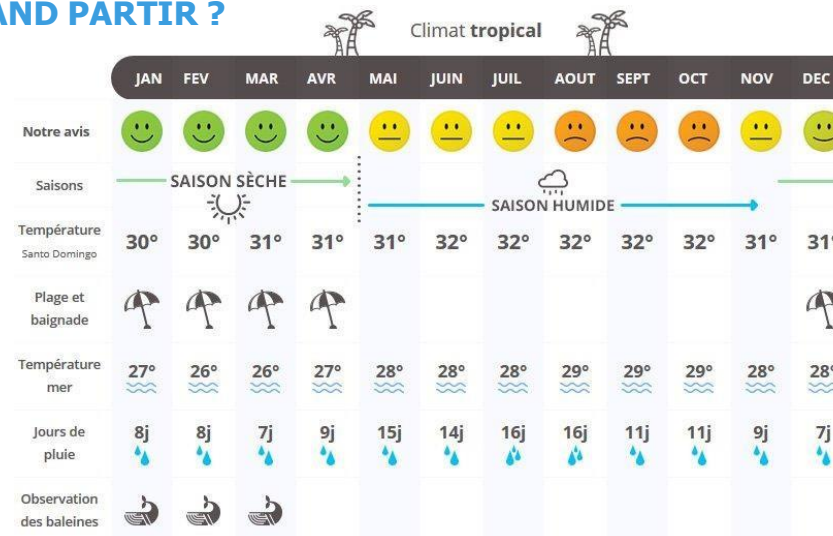 AND PARTIR ?
Climat tropical
JAN FEV MAR AVR MAI JUIN JUIL AOUT SEPT OCT NOV DEC
Notre avis
Saisons
SAISON SÈCHE
SAISON HUMIDE
Température
Santo Domingo
30° 30° 31° 31° 31° 32° 32° 32° 32° 32° 31° 31°
Plage et
baignade
Température
mer
27° 26° 26° 27° 28° 28° 28° 29° 29° 29° 28° 28°
Jours de
pluie
8j 8j 7j 9j 15j 14j 16j 16j 11j 11j 9j 7j
Observation
des baleines